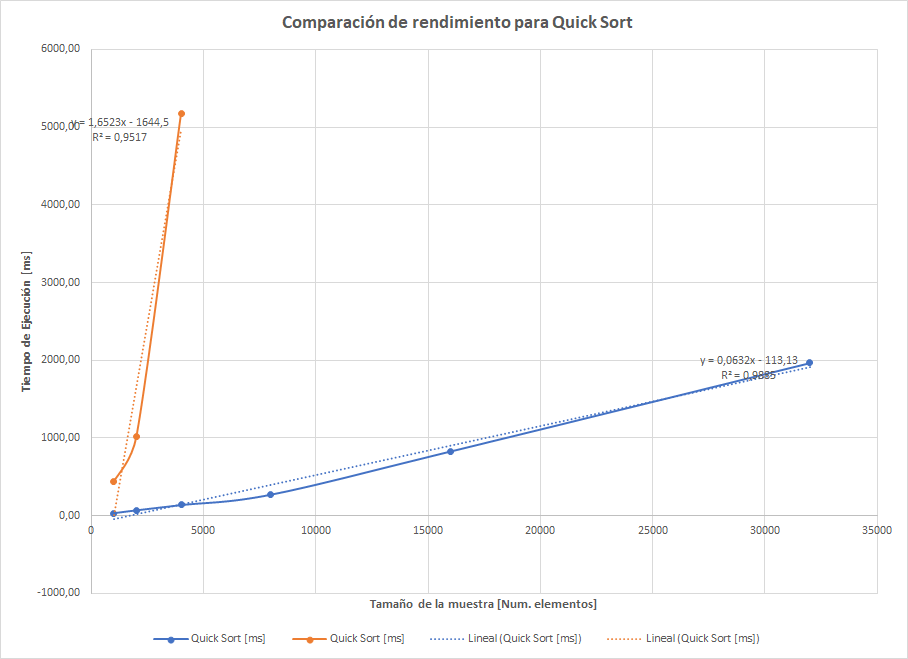 Comparación de rendimiento para Quick Sort
6000,00
5000,00
4000,00
3000,00
2000,00
1000,00
0,00
-1000,00
Tiempo de Ejecución [ms]
y = 1,6523x - 1644,5
R² = 0,9517
y = 0,0632x - 113,13
R² = 0,9885
0 5000 10000 15000 20000 25000 30000 35000
Tamaño de la muestra [Num. elementos]
Quick Sort [ms] Quick Sort [ms] Lineal (Quick Sort [ms]) Lineal (Quick Sort [ms])